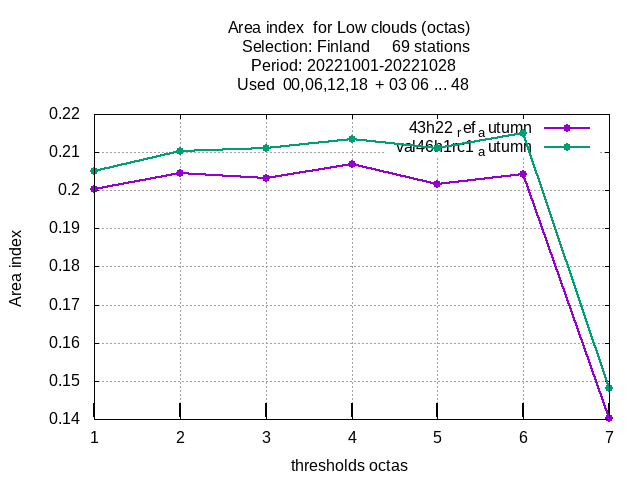 Area index  for Low clouds (octas)
Selection: Finland     69 stations
Period: 20221001-20221028
Used  00,06,12,18  + 03 06 ... 48
43h22 ref autumn
val46h1rc1 autumn
0.22
0.21
0.2
0.19
0.18
0.17
0.16
0.15
0.14
Area index
1 2 3 4 5 6 7
thresholds octas